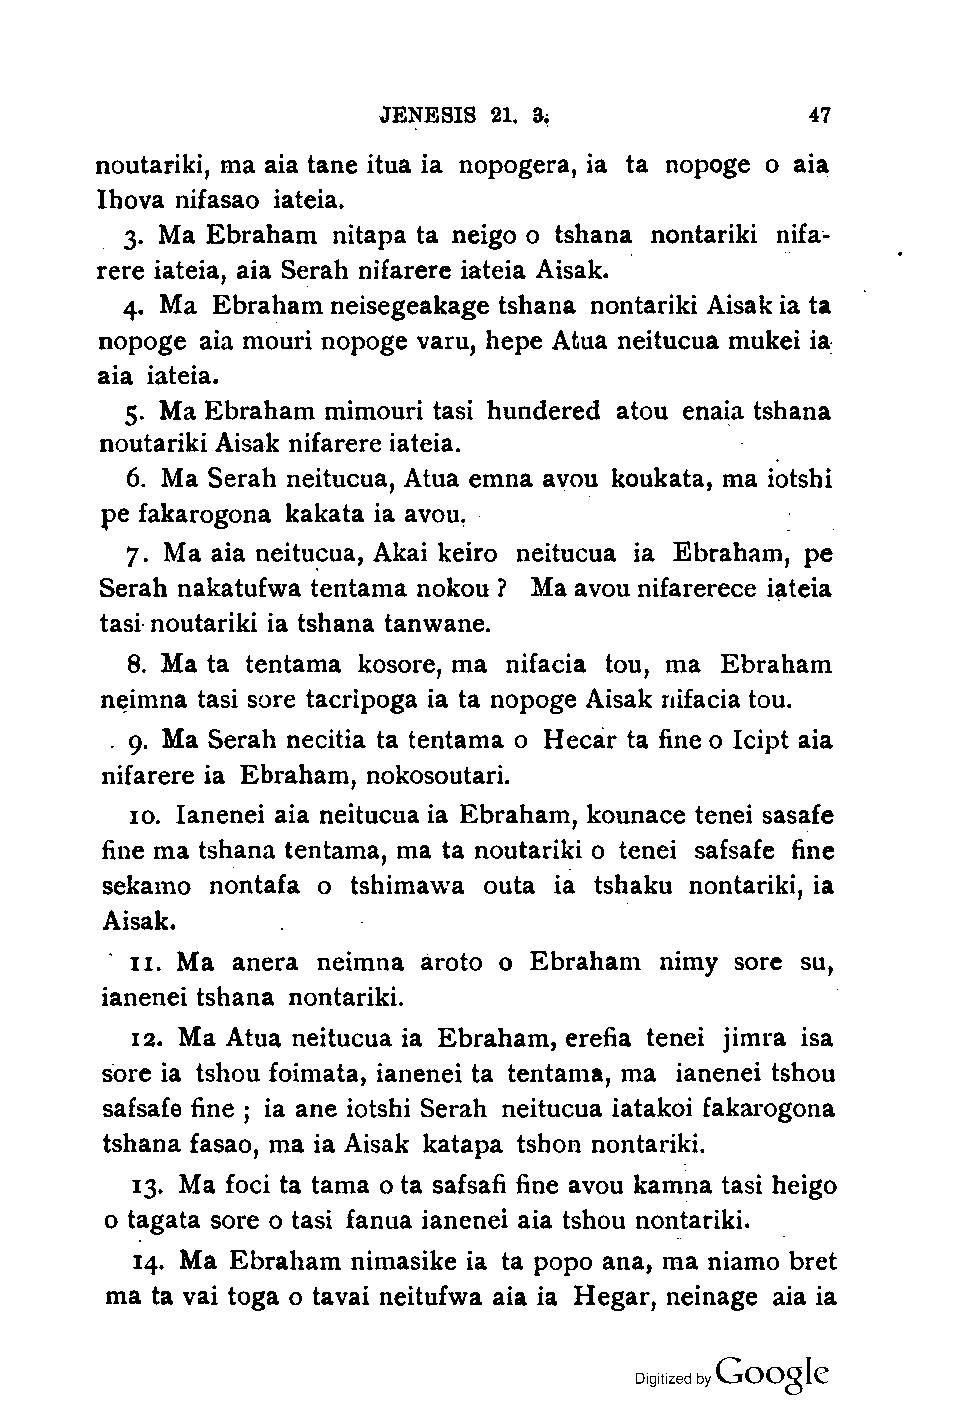 JENESIS 21. 3. 47
noutariki, ma aia tane itua ia nopogera, ia ta nopoge o aia
Ihova nifasao iateia.
3. Ma Ebraham nitapa ta neigo o tshana nontariki nifa-
rere iateia, aia Serah nifarere iateia Aisak.
4. Ma Ebraham neisegeakage tshana nontariki Aisak ia ta
nopoge aia mouri nopoge varu, hepe Atua neitucua mukei ia
aia iateia.
5. Ma Ebraham mimouri tasi hundered atou enaia tshana
noutariki Aisak nifarere iateia.
6. Ma Serah neitucua, Atua emna avou koukata, ma iotshi
pe fakarogona kakata ia avou.
7. Ma aia neitucua, Akai keiro neitucua ia Ebraham, pe
Serah nakatufwa tentama nokou ? Ma avou nifarerece iateia
tasi noutariki ia tshana tanwane.
8. Ma ta tentama kosore, ma nifacia tou, ma Ebraham
neimna tasi sore tacripoga ia ta nopoge Aisak nifacia tou.
9. Ma Serah necitia ta tentama o Hecar ta fine o Icipt aia
nifarere ia Ebraham, nokosoutari.
10. Ianenei aia neitucua ia Ebraham, kounace tenei sasafe
fine ma tshana tentama, ma ta noutariki o tenei safsafe fine
sekamo nontafa o tshimawa outa ia tshaku nontariki, ia
Aisak.
11. Ma anera neimna aroto o Ebraham nimy sore su,
ianenei tshana nontariki.
12. Ma Atua neitucua ia Ebraham, erefia tenei jimra isa
sore ia tshou foimata, ianenei ta tentama, ma ianenei tshou
safsafe fine ; ia ane iotshi Serah neitucua iatakoi fakarogona
tshana fasao, ma ia Aisak katapa tshon nontariki.
13. Ma foci ta tama o ta safsafi fine avou kamna tasi heigo
o tagata sore o tasi fanua ianenei aia tshou nontariki.
14. Ma Ebraham nimasike ia ta popo ana, ma niamo bret
ma ta vai toga o tavai neitufwa aia ia Hegar, neinage aia ia
Digitized by Google